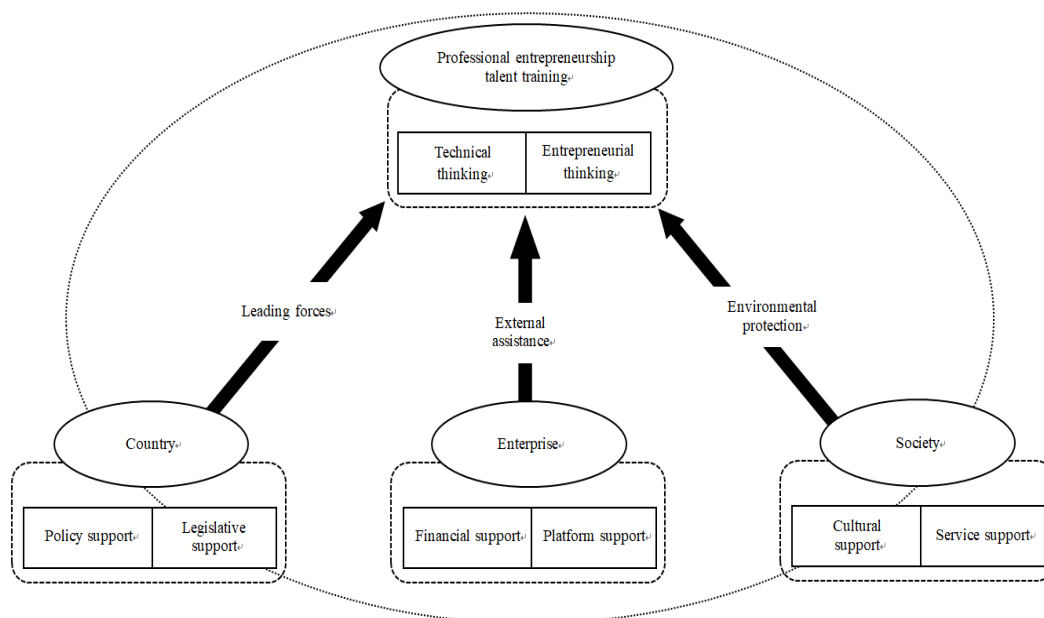 Professional entrepreneurship
talent training
Technical
thinking
Entrepreneurial
thinking
Leading forces
External
assistance
Environmental
protection
Country
Enterprise
Society
Policy support
Legislative
support
Financial support
Platform support
Cultural
support
Service support